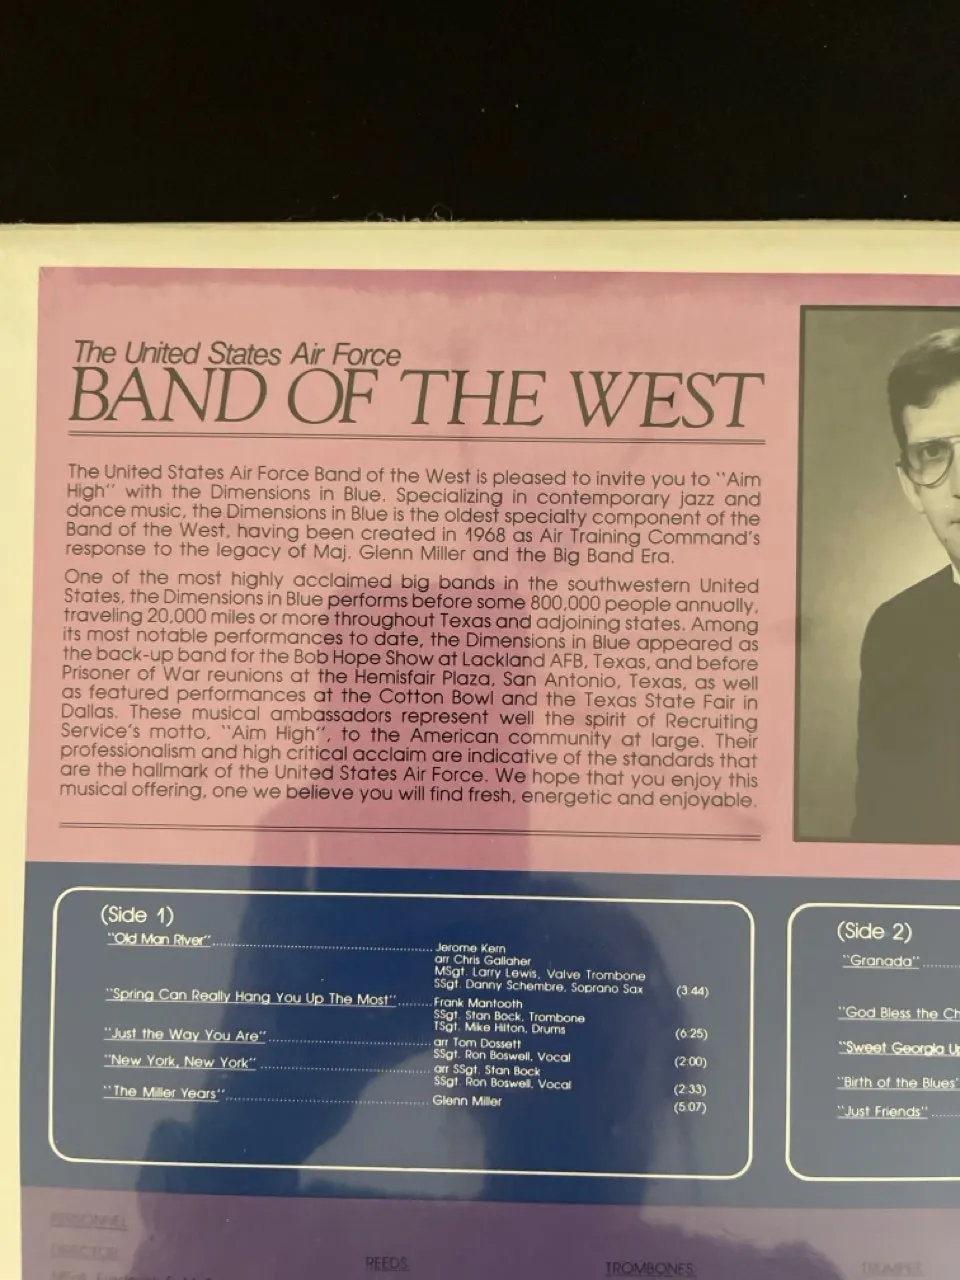 The United States Air Force
BAND OF THE WEST
The United States Air Force Band of the West is pleased to invite you to "Aim
High" with the Dimensions in Blue. Specializing in contemporary jazz and
dance music, the Dimensions in Blue is the oldest specialty component of the
Band of the West, having been created in 1968 as Air Training Command's
response to the legacy of Maj. Glenn Miller and the Big Band Era.
One of the most highly acclaimed big bands in the southwestern United
States, the Dimensions in Blue performs before some 800,000 people annually,
traveling 20,000 miles or more throughout Texas and adjoining states. Among
its most notable performances to date, the Dimensions in Blue appeared as
the back-up band for the Bob Hope Show at Lackland AFB, Texas, and before
Prisoner of War reunions at the Hemisfair Plaza, San Antonio, Texas, as well
as featured performances at the Cotton Bowl and the Texas State Fair in
Dallas. These musical ambassadors represent well the spirit of Recruiting
Service's motto, "Aim High", to the American community at large. Their
professionalism and high critical acclaim are indicative of the standards that
are the hallmark of the United States Air Force. We hope that you enjoy this
musical offering, one we believe you will find fresh, energetic and enjoyable.
(Side 1)
"Old Man River" Jerome Kern
arr Chris Gallaher
MSgt. Larry Lewis, Valve Trombone
SSgt. Danny Schembre, Soprano Sax (3:44)
"Spring Can Really Hang You Up The Most" Frank Mantooth
SSgt. Stan Bock, Trombone
TSgt. Mike Hilton, Drums (6:25)
"Just the Way You Are" arr Tom Dossett
SSgt. Ron Boswell, Vocal (2:00)
"New York, New York" arr SSgt. Stan Bock
SSgt. Ron Boswell, Vocal (2:33)
"The Miller Years" Glenn Miller (5:07)
(Side 2)
"Granada"
"God Bless the Ch
"Sweet Georgia Up
"Birth of the Blues"
"Just Friends"
PERSONNEL
DIRECTOR
REEDS
TROMBONES
TRUMPET